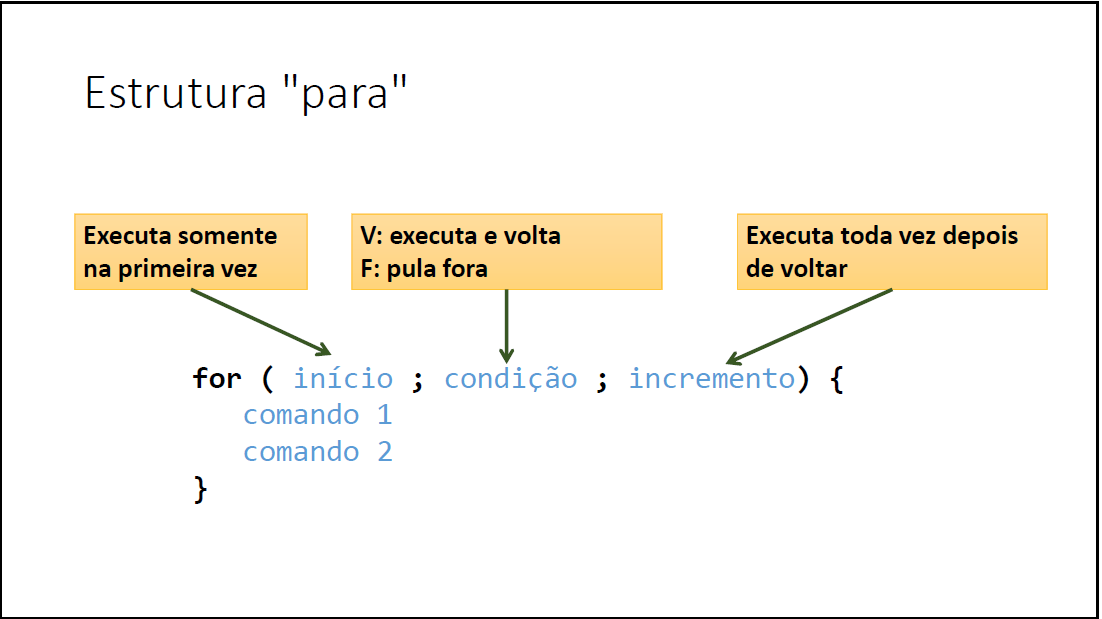 Estrutura "para"
Executa somente
na primeira vez
V: executa e volta
F: pula fora
Executa toda vez depois
de voltar
for ( início ; condição ; incremento) {
comando 1
comando 2
}